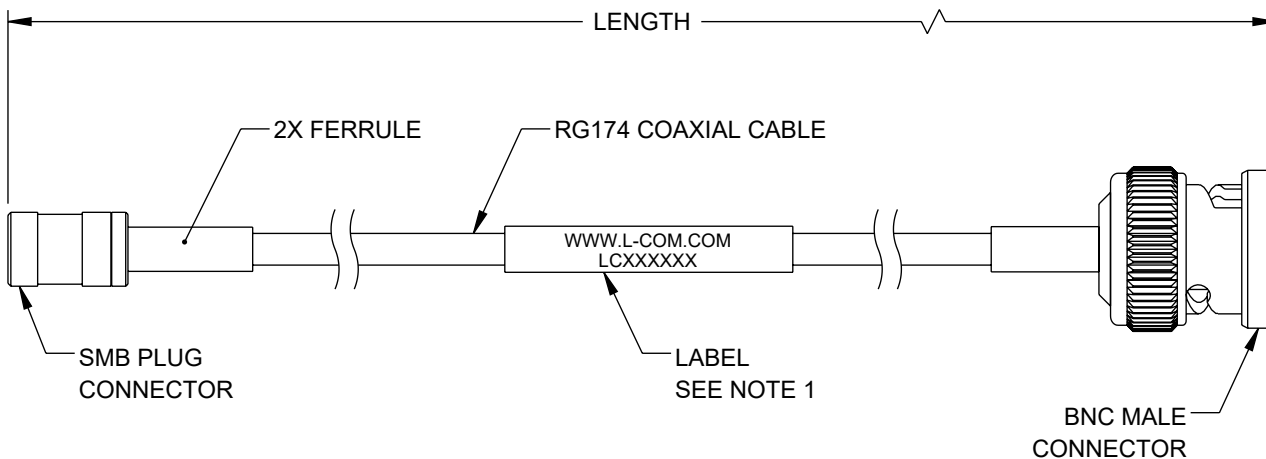 LENGTH
2X FERRULE
RG174 COAXIAL CABLE
WWW.L-COM.COM
LCXXXXXX
SMB PLUG
CONNECTOR
LABEL
SEE NOTE 1
BNC MALE
CONNECTOR